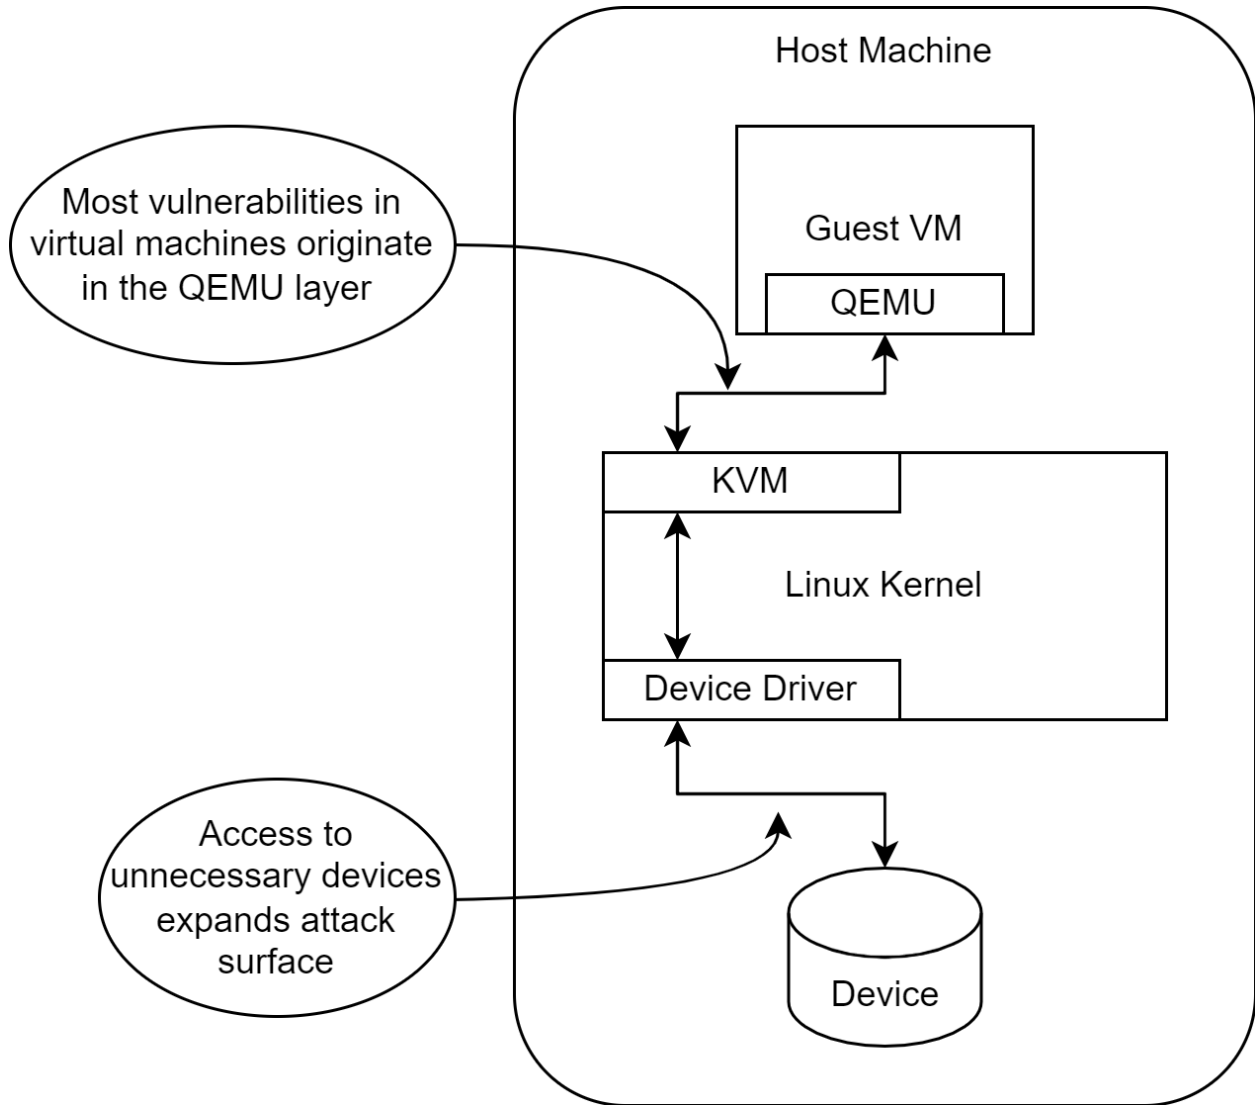 Host Machine
Most vulnerabilities in
virtual machines originate
in the QEMU layer
Guest VM
QEMU
KVM
Linux Kernel
Device Driver
Access to
unnecessary devices
expands attack
surface
Device